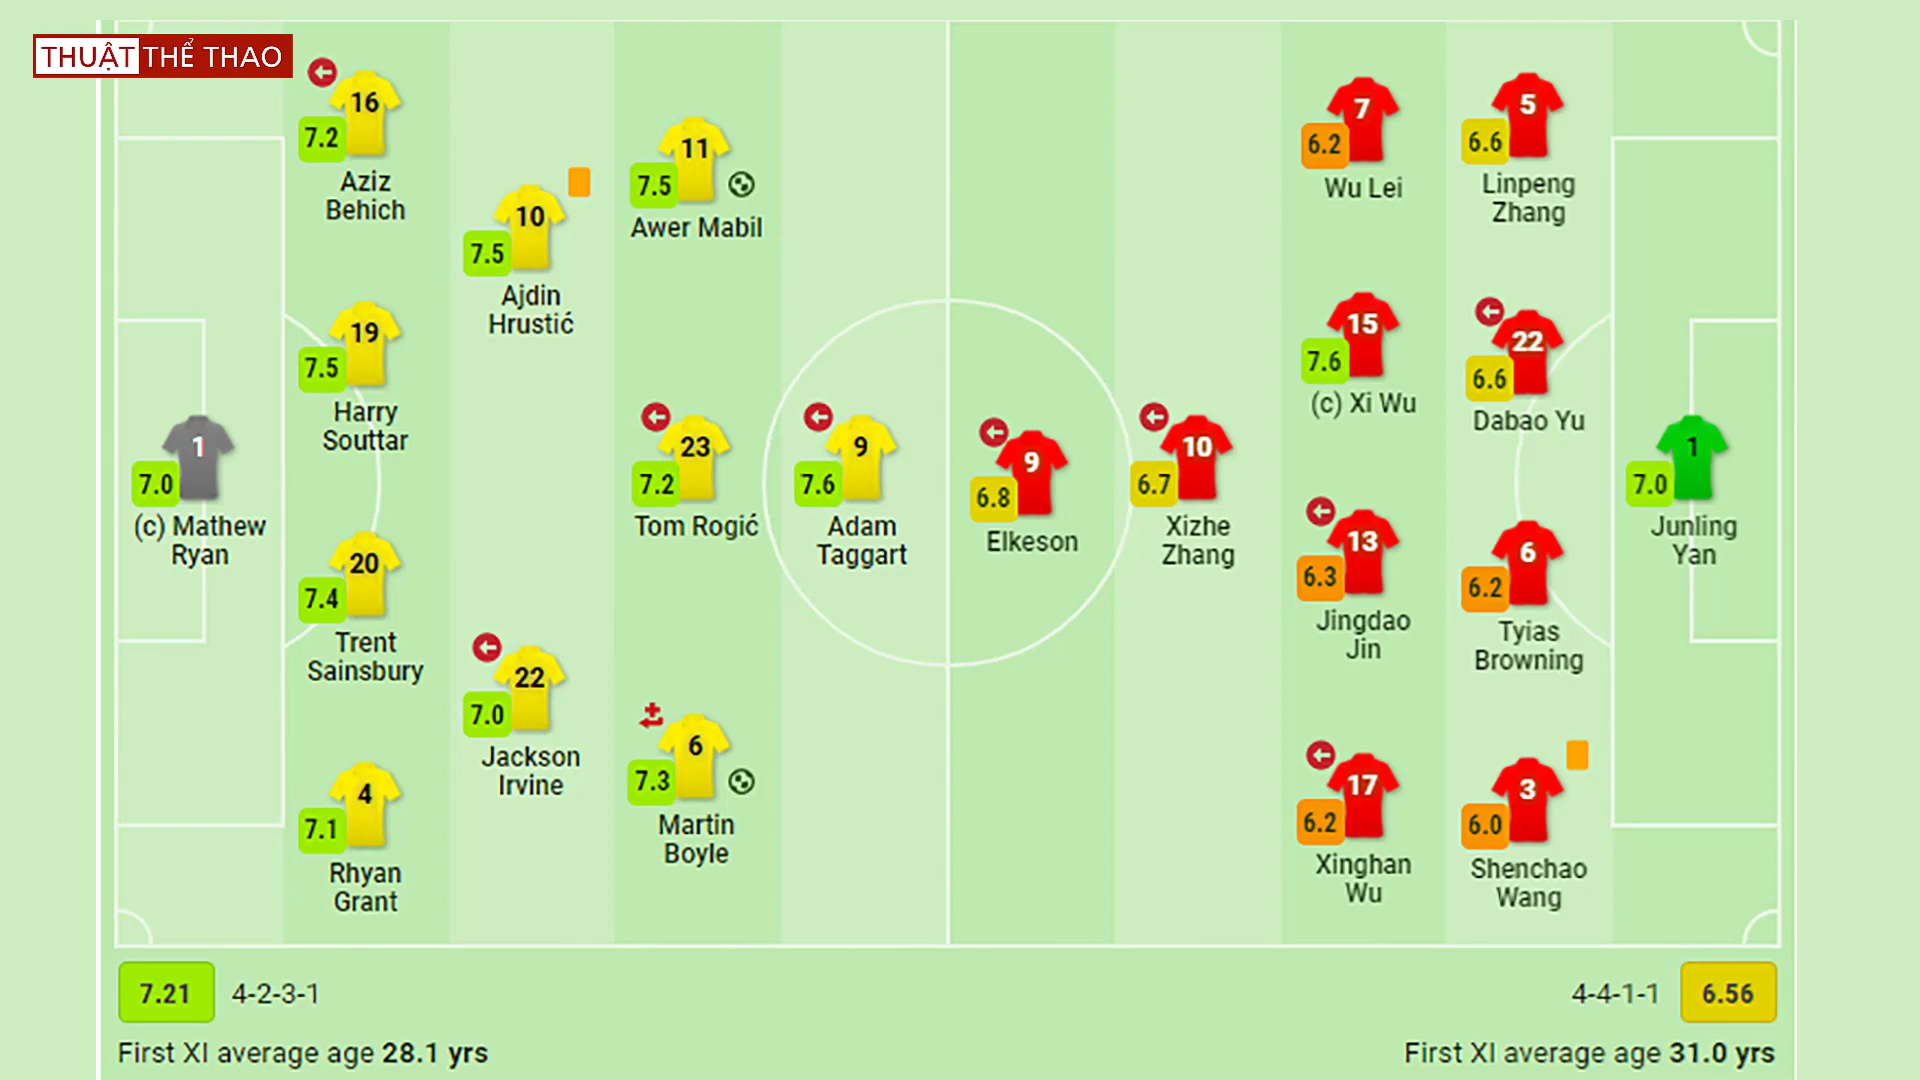 THUẬT THỂ THAO
16
7.2
Aziz
Behich
10
7.5
Ajdin
Hrustić
11
7.5
Awer Mabil
19
7.5
Harry
Souttar
1
7.0
(c) Mathew
Ryan
20
7.4
Trent
Sainsbury
23
7.2
Tom Rogić
9
7.6
Adam
Taggart
22
7.0
Jackson
Irvine
6
7.3
Martin
Boyle
4
7.1
Rhyan
Grant
7
6.2
Wu Lei
5
6.6
Linpeng
Zhang
15
7.6
(c) Xi Wu
22
6.6
Dabao Yu
9
6.8
Elkeson
10
6.7
Xizhe
Zhang
1
7.0
Junling
Yan
13
6.3
Jingdao
Jin
6
6.2
Tyias
Browning
17
6.2
Xinghan
Wu
3
6.0
Shenchao
Wang
7.21 4-2-3-1
4-4-1-1 6.56
First XI average age 28.1 yrs
First XI average age 31.0 yrs